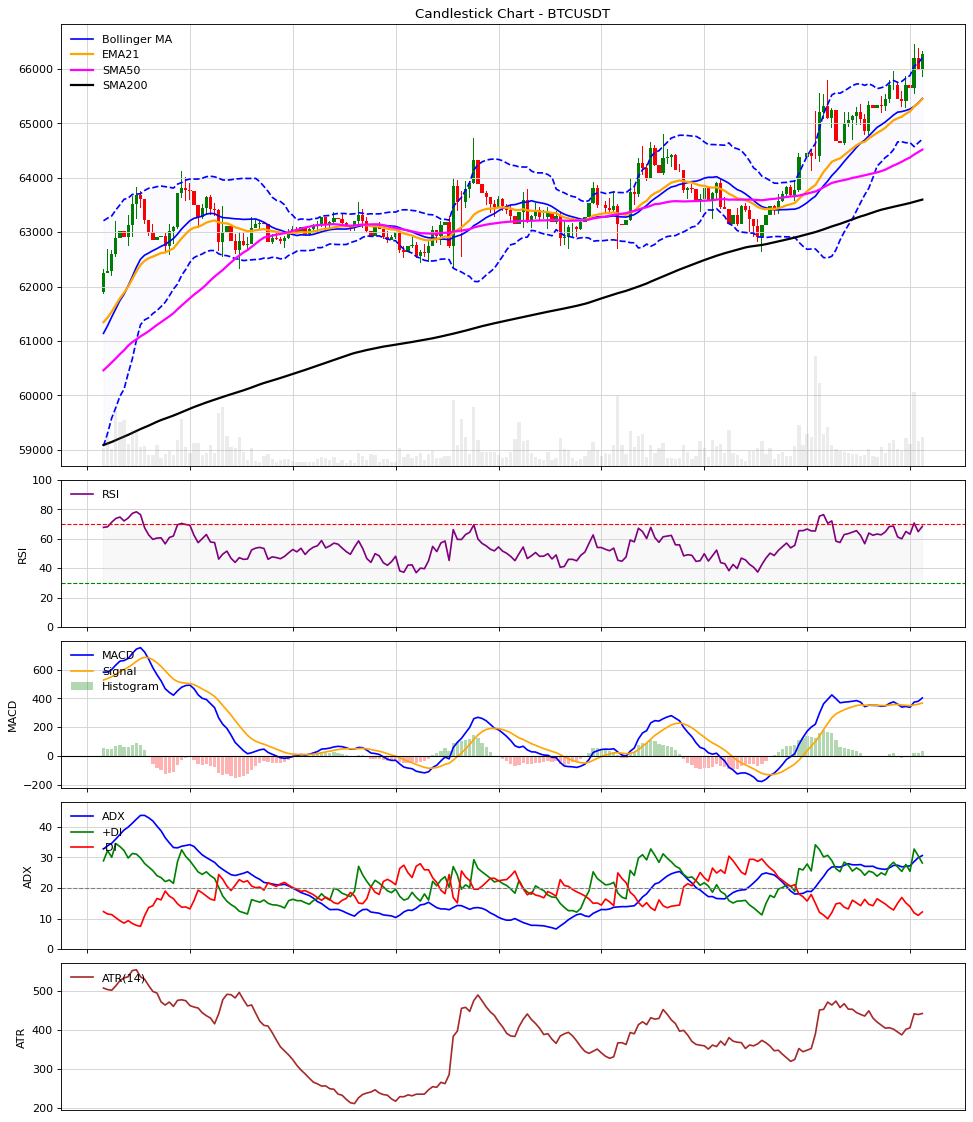 Candlestick Chart - BTCUSDT
Bollinger MA
EMA21
SMA50
SMA200
66000
65000
64000
63000
62000
61000
60000
59000
RSI
RSI
100
80
60
40
20
0
MACD
Signal
Histogram
MACD
600
400
200
0
−200
ADX
+DI
-DI
ADX
40
30
20
10
0
ATR(14)
ATR
500
400
300
200